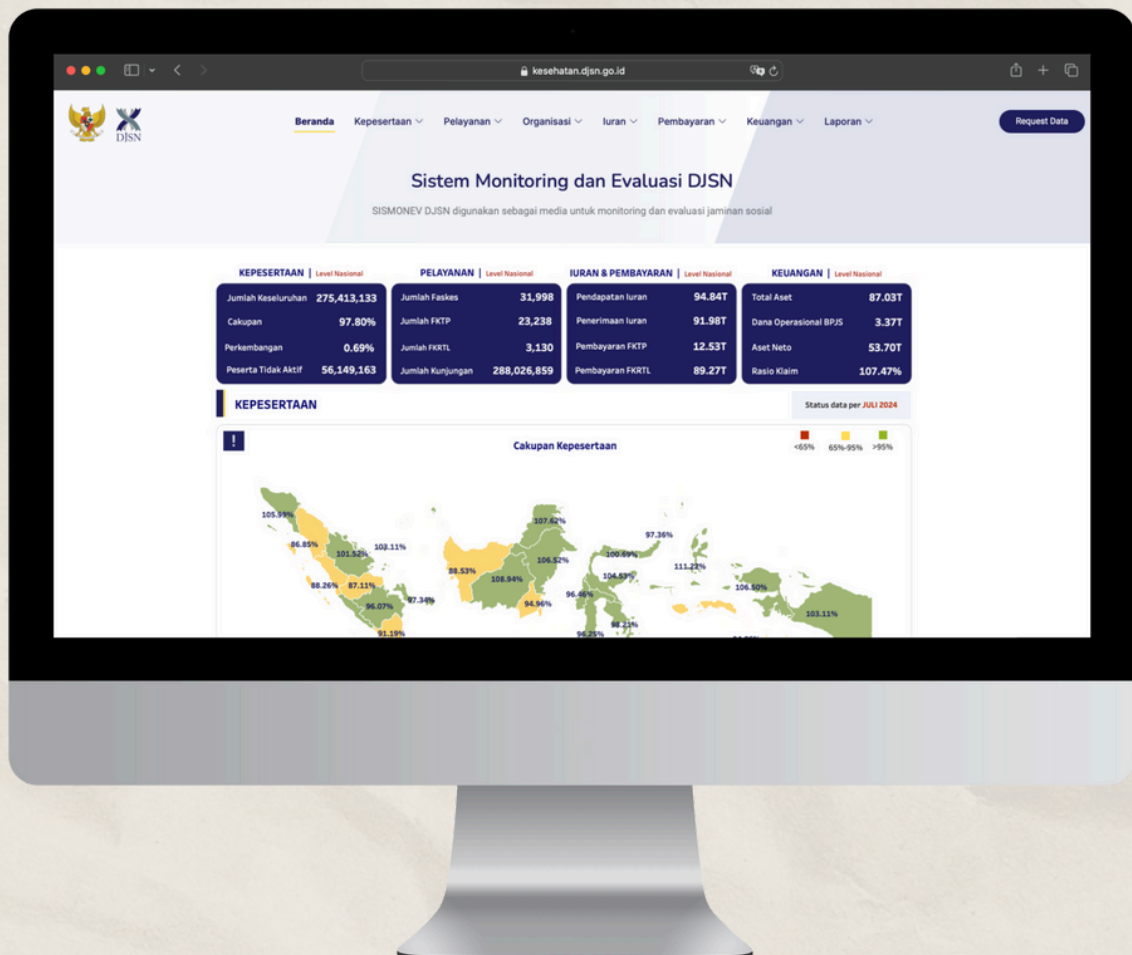 kesehatan.djsn.go.id
DJSN
Beranda Kepesertaan Pelayanan Organisasi Iuran Pembayaran Keuangan Laporan
Request Data
Sistem Monitoring dan Evaluasi DJSN
SISMONEV DJSN digunakan sebagai media untuk monitoring dan evaluasi jaminan sosial
KEPESERTAAN | Level Nasional
Jumlah Keseluruhan 275,413,133
Cakupan 97.80%
Perkembangan 0.69%
Peserta Tidak Aktif 56,149,163
PELAYANAN | Level Nasional
Jumlah Faskes 31,998
Jumlah FKTP 23,238
Jumlah FKRTL 3,130
Jumlah Kunjungan 288,026,859
IURAN & PEMBAYARAN | Level Nasional
Pendapatan Iuran 94.84T
Penerimaan Iuran 91.98T
Pembayaran FKTP 12.53T
Pembayaran FKRTL 89.27T
KEUANGAN | Level Nasional
Total Aset 87.03T
Dana Operasional BPJS 3.37T
Aset Neto 53.70T
Rasio Klaim 107.47%
KEPESERTAAN
Status data per JULI 2024
!
Cakupan Kepesertaan
<65% 65%-95% >95%
105.99%
107.62%
97.36%
86.85%
101.52%
103.11%
100.69%
106.52%
111.22%
88.53%
104.53%
108.94%
88.26%
87.11%
106.50%
96.46%
97.34%
96.07%
94.96%
103.11%
98.21%
91.19%
96.25%